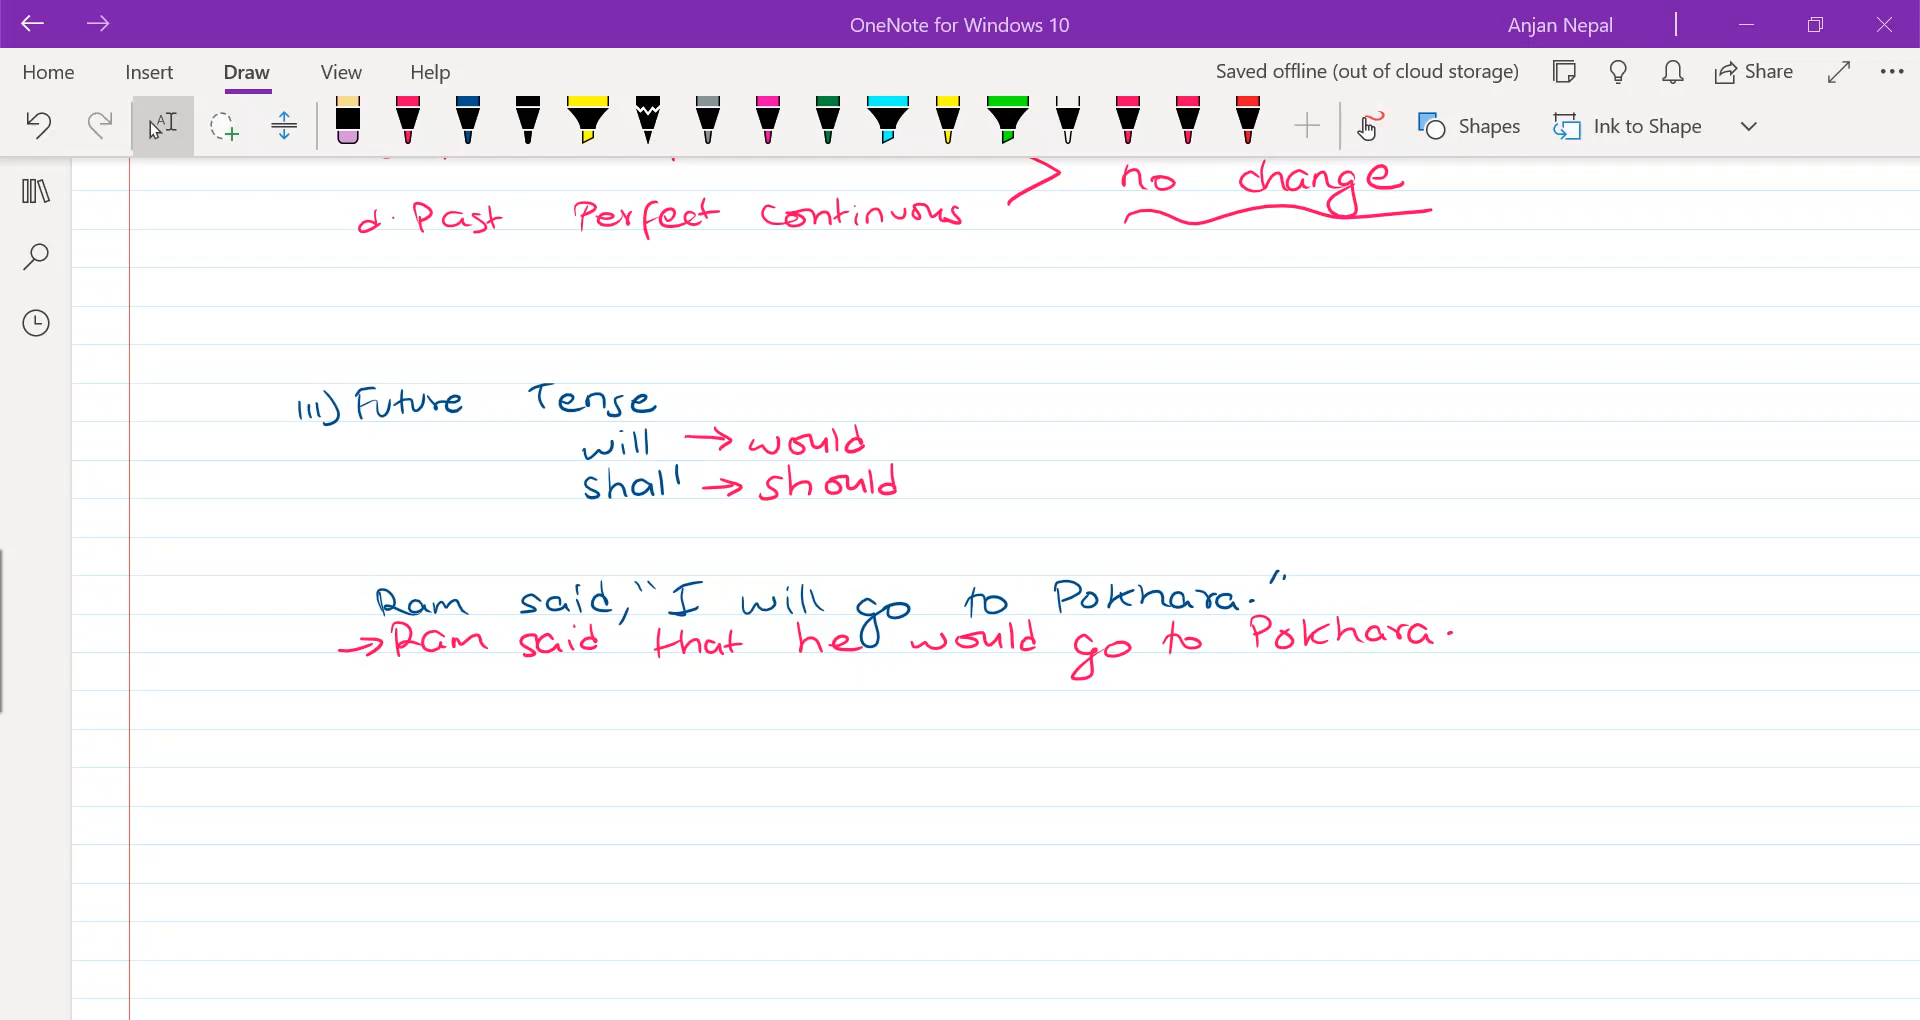 OneNote for Windows 10
Anjan Nepal
Home Insert Draw View Help
Saved offline (out of cloud storage)
Share
Shapes
Ink to Shape
no change
d. Past Perfect continuous
III) Future Tense
will → would
shall → should
Ram said, "I will go to Pokhara."
→ Ram said that he would go to Pokhara.